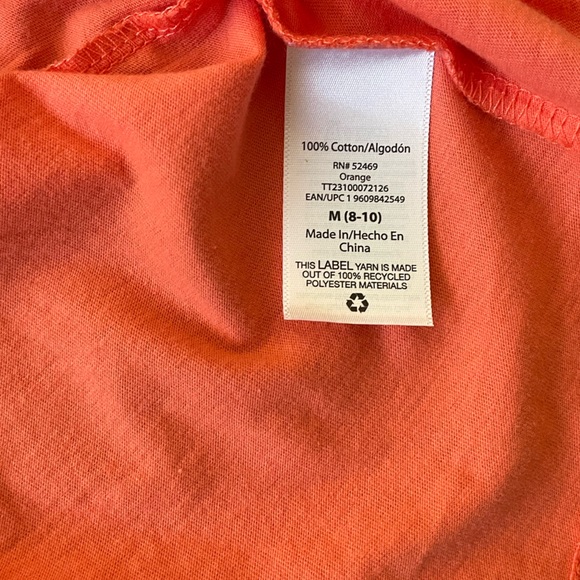 100% Cotton/Algodón
RN# 52469
Orange
TT23100072126
EAN/UPC 1 9609842549
M (8-10)
Made In/Hecho En
China
THIS LABEL YARN IS MADE
OUT OF 100% RECYCLED
POLYESTER MATERIALS